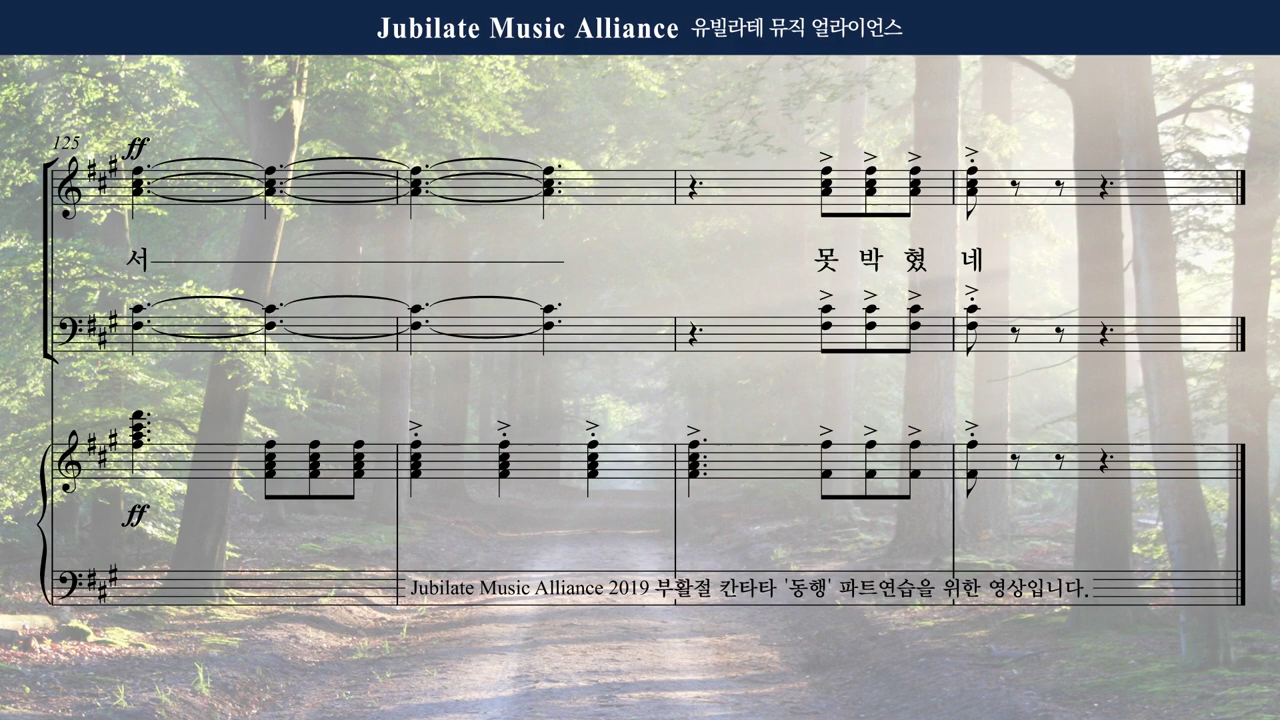 Jubilate Music Alliance 유빌라테 뮤직 얼라이언스
125
ff
서 못 박 혔 네
ff
Jubilate Music Alliance 2019 부활절 칸타타 '동행' 파트연습을 위한 영상입니다.